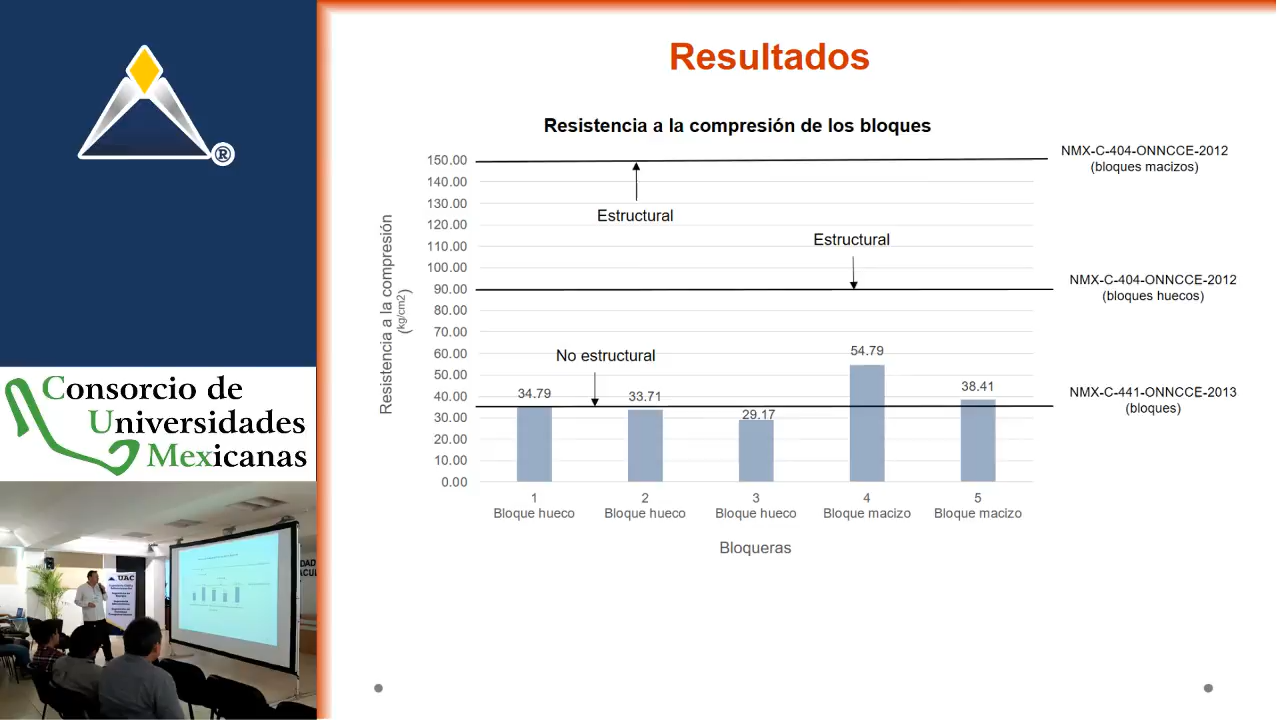 Resultados
Resistencia a la compresión de los bloques
150.00
140.00
130.00
120.00
110.00
100.00
90.00
80.00
70.00
60.00
50.00
40.00
30.00
20.00
10.00
0.00
Resistencia a la compresión
(kg/cm2)
Estructural
Estructural
No estructural
34.79
33.71
29.17
54.79
38.41
NMX-C-404-ONNCCE-2012
(bloques macizos)
NMX-C-404-ONNCCE-2012
(bloques huecos)
NMX-C-441-ONNCCE-2013
(bloques)
1
Bloque hueco
2
Bloque hueco
3
Bloque hueco
4
Bloque macizo
5
Bloque macizo
Bloqueras
®
Consorcio de
Universidades
Mexicanas
UAC